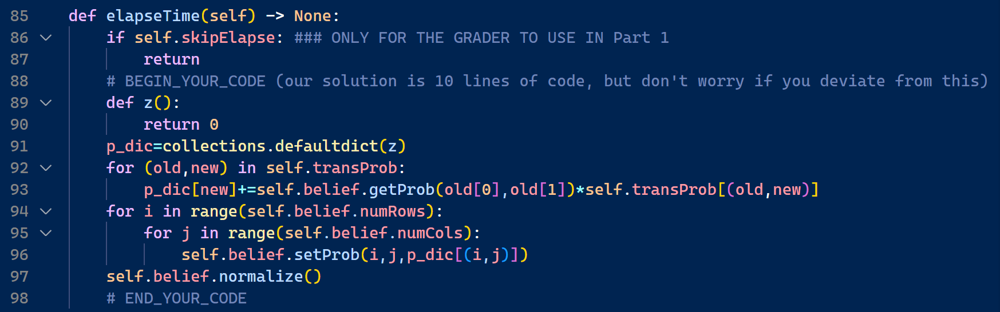 85 def elapseTime(self) -> None:
86 if self.skipElapse: ### ONLY FOR THE GRADER TO USE IN Part 1
87 return
88 # BEGIN_YOUR_CODE (our solution is 10 lines of code, but don't worry if you deviate from this)
89 def z():
90 return 0
91 p_dic=collections.defaultdict(z)
92 for (old,new) in self.transProb:
93 p_dic[new]+=self.belief.getProb(old[0],old[1])*self.transProb[(old,new)]
94 for i in range(self.belief.numRows):
95 for j in range(self.belief.numCols):
96 self.belief.setProb(i,j,p_dic[(i,j)])
97 self.belief.normalize()
98 # END_YOUR_CODE